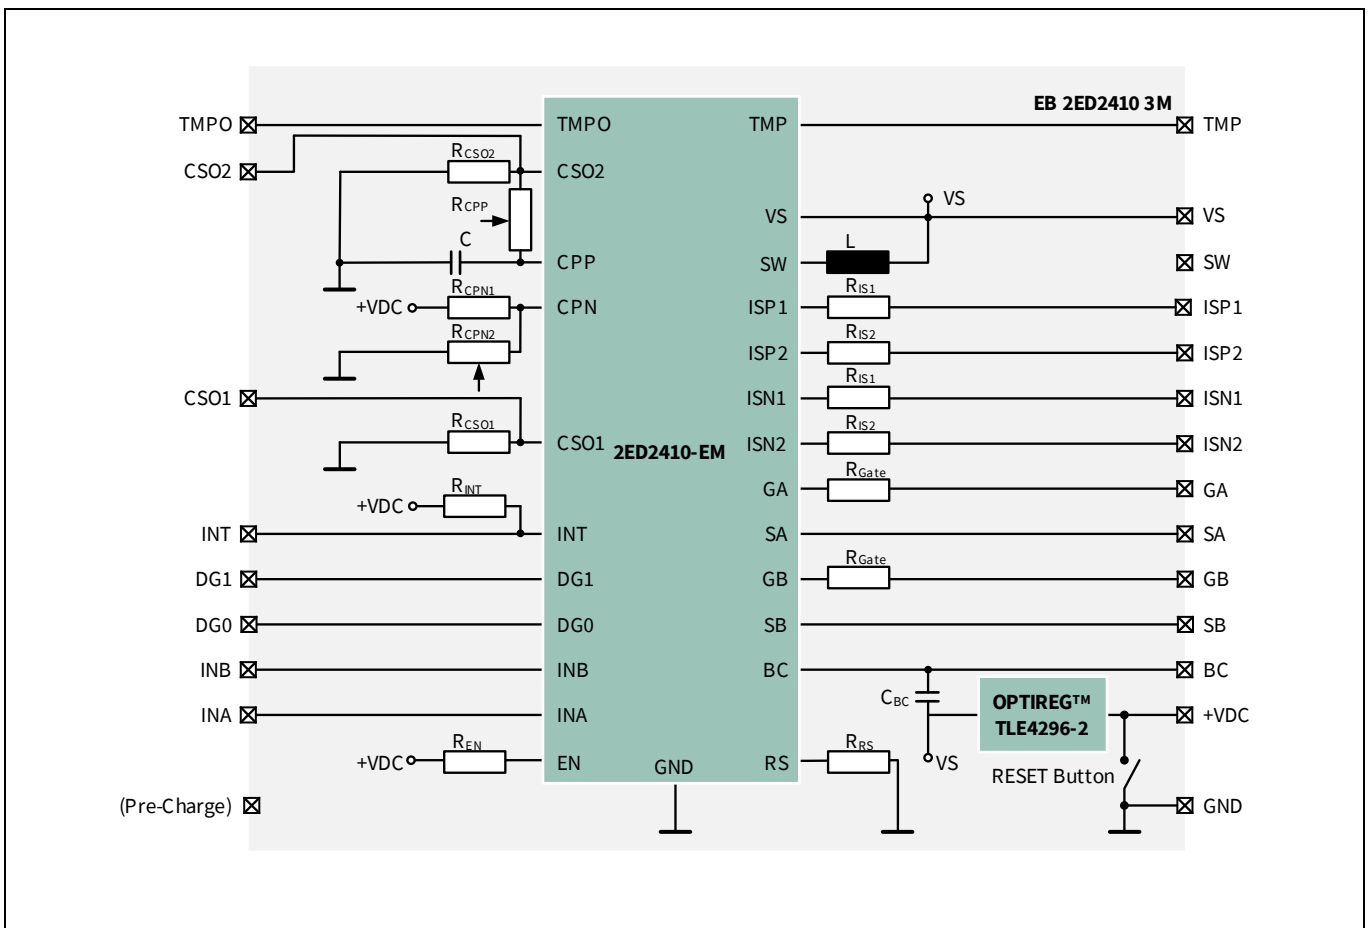 EB 2ED2410 3M
TMPO TMPO TMP TMP
RCSO2
CSO2 CSO2
RCPP
VS
VS VS
C
L
CPP SW SW
RCPN1
RIS1
+VDC CPN ISP1 ISP1
RCPN2
RIS2
ISP2 ISP2
RIS1
CSO1 ISN1 ISN1
RCSO1
RIS2
CSO1 2ED2410-EM ISN2 ISN2
RGate
RINT
GA GA
+VDC
INT INT SA SA
RGate
DG1 DG1 GB GB
DG0 DG0 SB SB
INB INB BC BC
CBC
OPTIREG™
TLE4296-2
INA INA +VDC
REN
RRS
+VDC EN GND RS VS
RESET Button
(Pre-Charge) GND